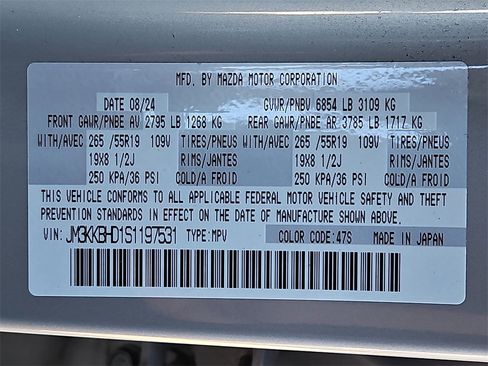 MFD. BY MAZDA MOTOR CORPORATION
DATE 08/24 GVWR/PNBV 6854 LB 3109 KG
FRONT GAWR/PNBE AV 2795 LB 1268 KG REAR GAWR/PNBE AR 3785 LB 1717 KG
WITH/AVEC 265 /55R19 109V TIRES/PNEUS WITH/AVEC 265 /55R19 109V TIRES/PNEUS
19X8 1/2J RIMS/JANTES 19X8 1/2J RIMS/JANTES
250 KPA/36 PSI COLD/A FROID 250 KPA/36 PSI COLD/A FROID
THIS VEHICLE CONFORMS TO ALL APPLICABLE FEDERAL MOTOR VEHICLE SAFETY AND THEFT
PREVENTION STANDARDS IN EFFECT ON THE DATE OF MANUFACTURE SHOWN ABOVE.
VIN: JM3KKBHD1S1197531 TYPE:MPV COLOR CODE:47S MADE IN JAPAN